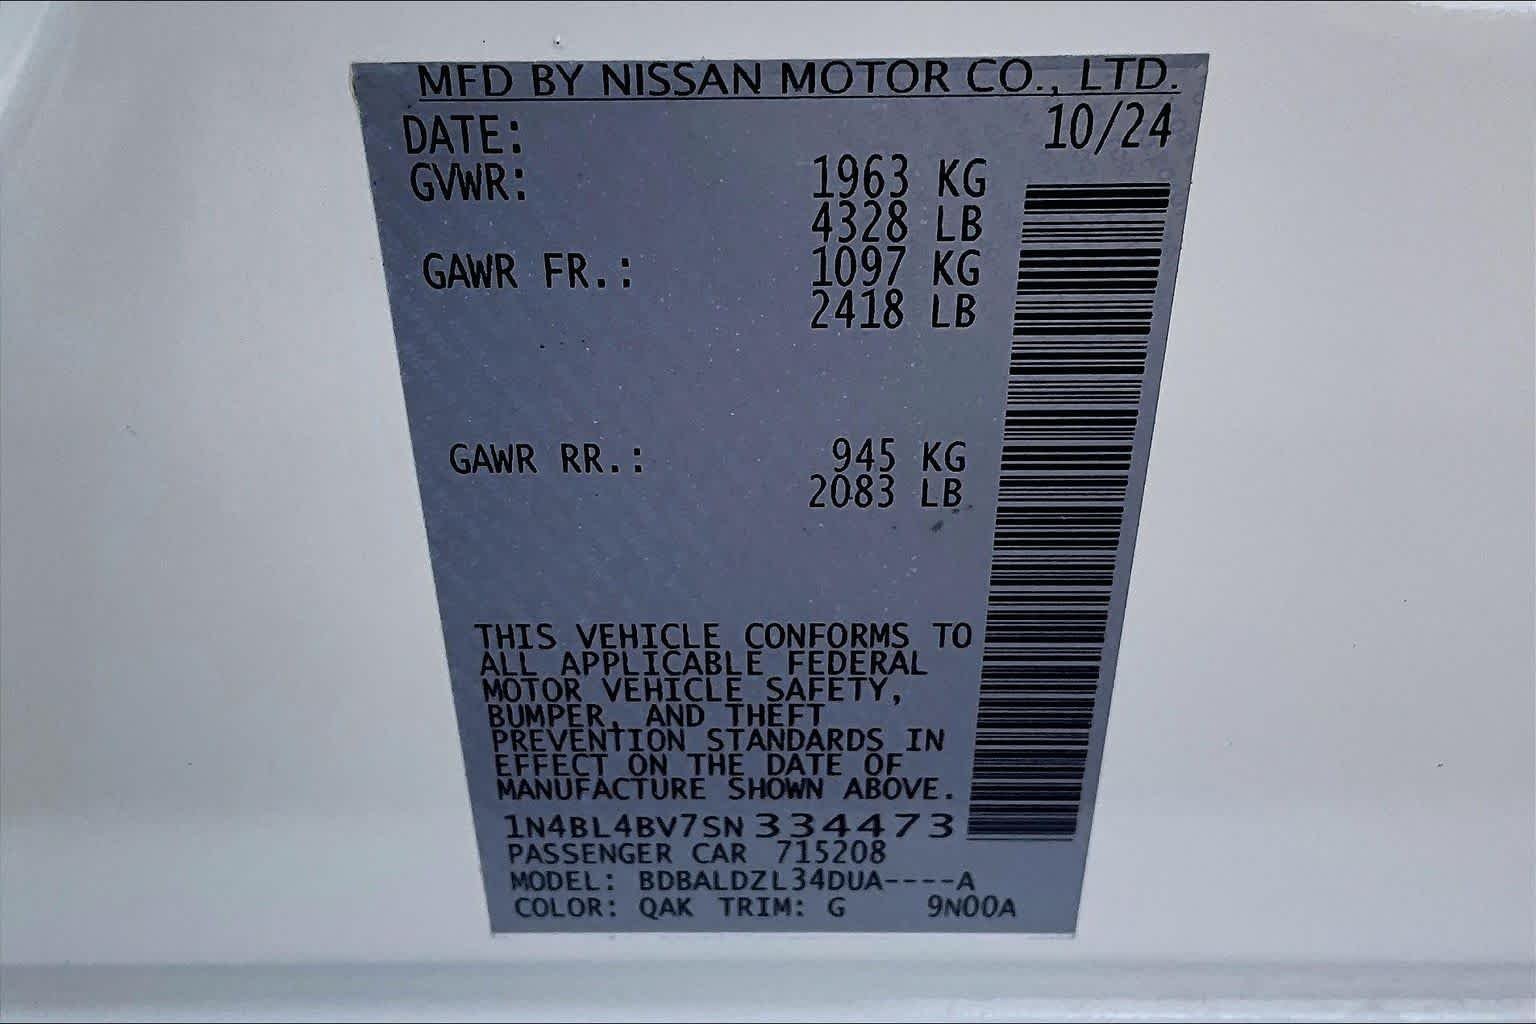 MFD BY NISSAN MOTOR CO., LTD.
DATE: 10/24
GVWR: 1963 KG
4328 LB
GAWR FR.: 1097 KG
2418 LB
GAWR RR.: 945 KG
2083 LB
THIS VEHICLE CONFORMS TO
ALL APPLICABLE FEDERAL
MOTOR VEHICLE SAFETY,
BUMPER, AND THEFT
PREVENTION STANDARDS IN
EFFECT ON THE DATE OF
MANUFACTURE SHOWN ABOVE.
1N4BL4BV7SN334473
PASSENGER CAR 715208
MODEL: BDBALDZL34DUA----A
COLOR: QAK TRIM: G 9N00A